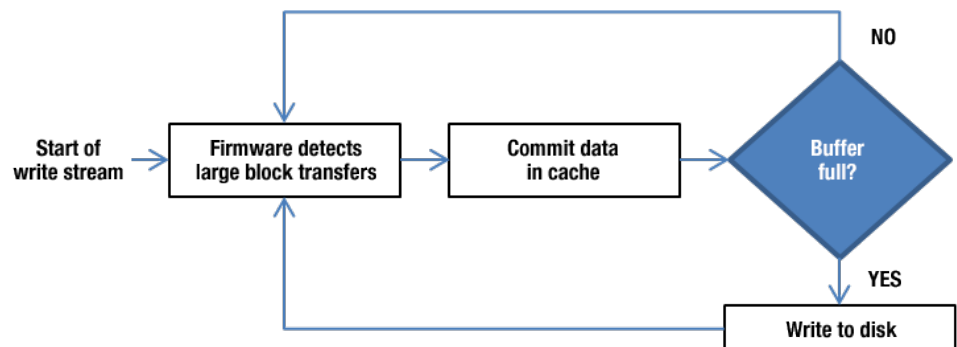 NO
Start of
write stream
Firmware detects
large block transfers
Commit data
in cache
Buffer
full?
YES
Write to disk